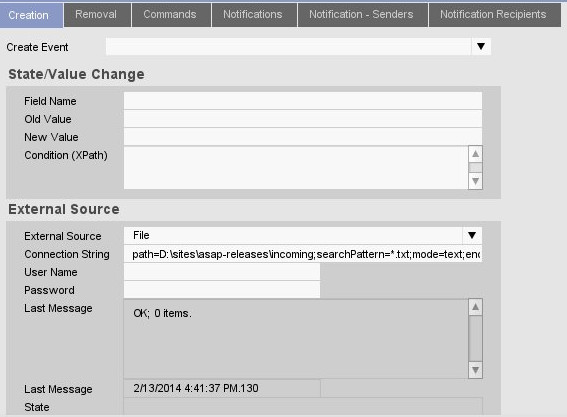 Creation Removal Commands Notifications Notification - Senders Notification Recipients
Create Event
State/Value Change
Field Name
Old Value
New Value
Condition (XPath)
External Source
External Source File
Connection String path=D:\sites\asap-releases\incoming;searchPattern=*.txt;mode=text;enc
User Name
Password
Last Message OK; 0 items.
Last Message 2/13/2014 4:41:37 PM.130
State